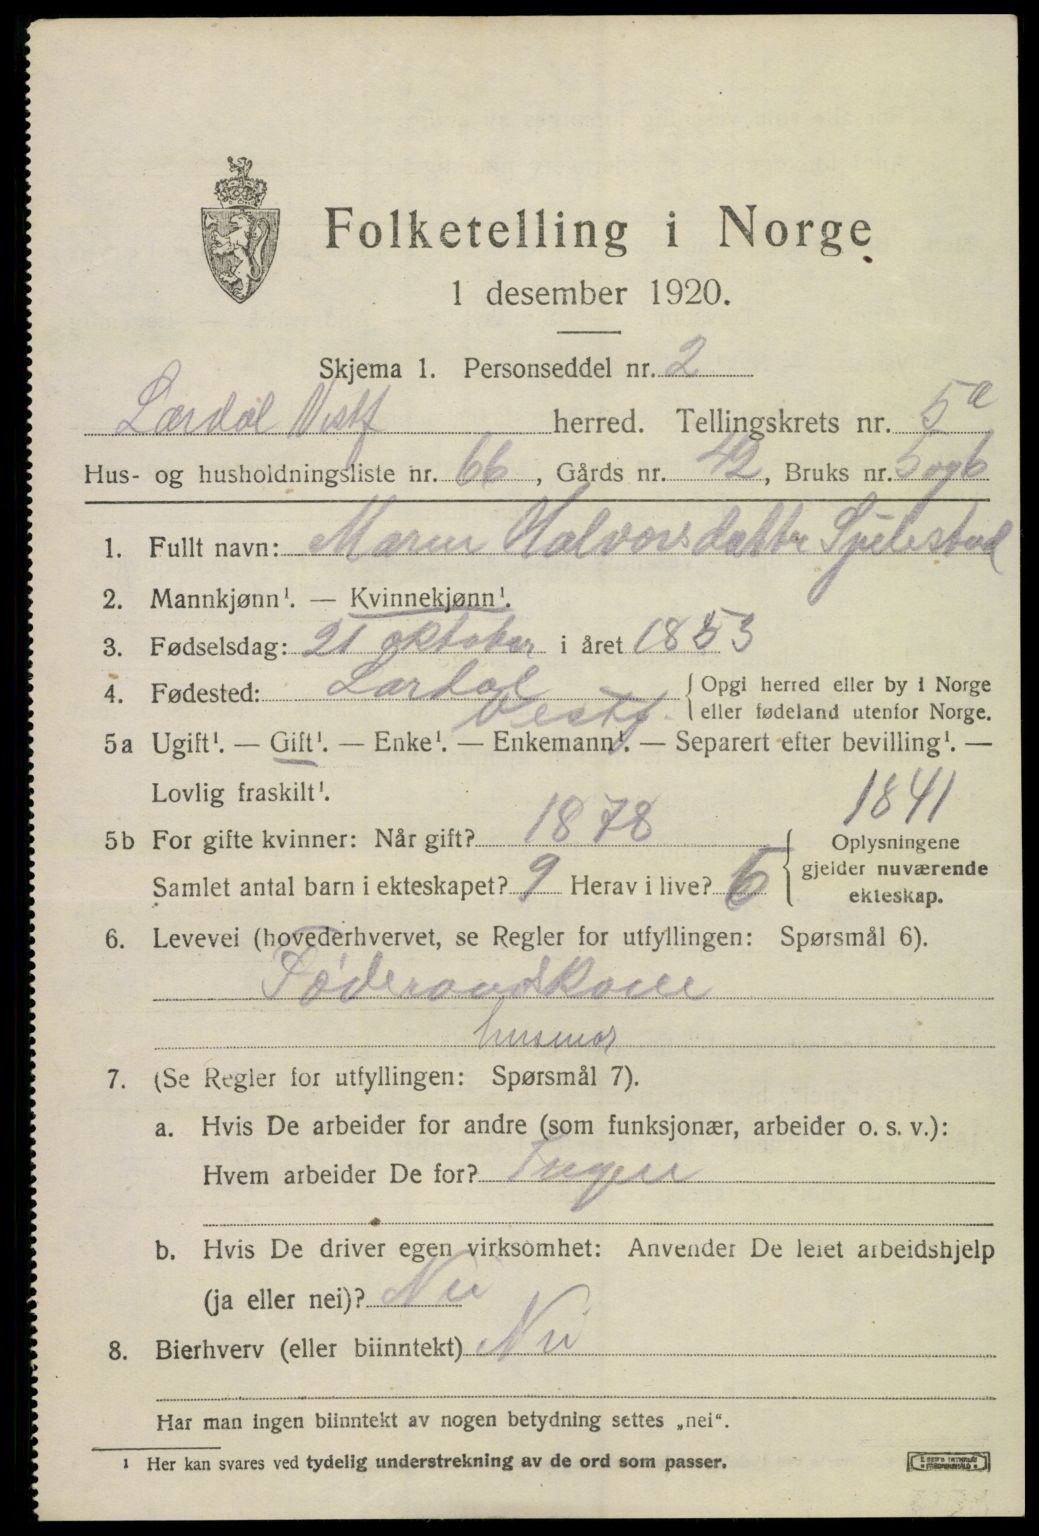 Folketelling i Norge
1 desember 1920.
Skjema 1. Personseddel nr. 2
Lardal Vestf herred. Tellingskrets nr. 5a
Hus- og husholdningsliste nr. 66, Gårds nr. 42, Bruks nr. 5 og 6
1. Fullt navn: Maren Halvorsdatter
2. Mannkjønn¹. — Kvinnekjønn¹.
3. Fødselsdag: 21 oktober i året 1853
4. Fødested: Lardal Vestf. { Opgi herred eller by i Norge
eller fødeland utenfor Norge.
5a Ugift¹. — Gift¹. — Enke¹. — Enkemann¹. — Separert efter bevilling¹. —
Lovlig fraskilt¹.
1841
5b For gifte kvinner: Når gift? 1878 { Oplysningene
gjelder nuværende
ekteskap.
Samlet antal barn i ekteskapet? 9 Herav i live? 6
6. Levevei (hovederhvervet, se Regler for utfyllingen: Spørsmål 6).
Føderaadskone
husmor
7. (Se Regler for utfyllingen: Spørsmål 7).
a. Hvis De arbeider for andre (som funksjonær, arbeider o. s. v.):
Hvem arbeider De for? Ingen
b. Hvis De driver egen virksomhet: Anvender De leiet arbeidshjelp
(ja eller nei)? Nei
8. Bierhverv (eller biinntekt) Nei
Har man ingen biinntekt av nogen betydning settes „nei“.
¹ Her kan svares ved tydelig understrekning av de ord som passer.